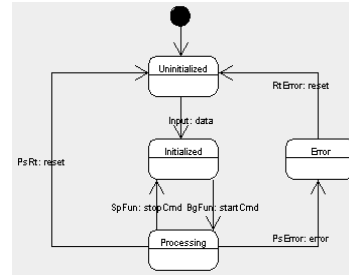 Uninitialized
RtError: reset
Input: data
PsRt: reset
Initialized
Error
SpFun: stopCmd
BgFun: startCmd
Processing
PsError: error